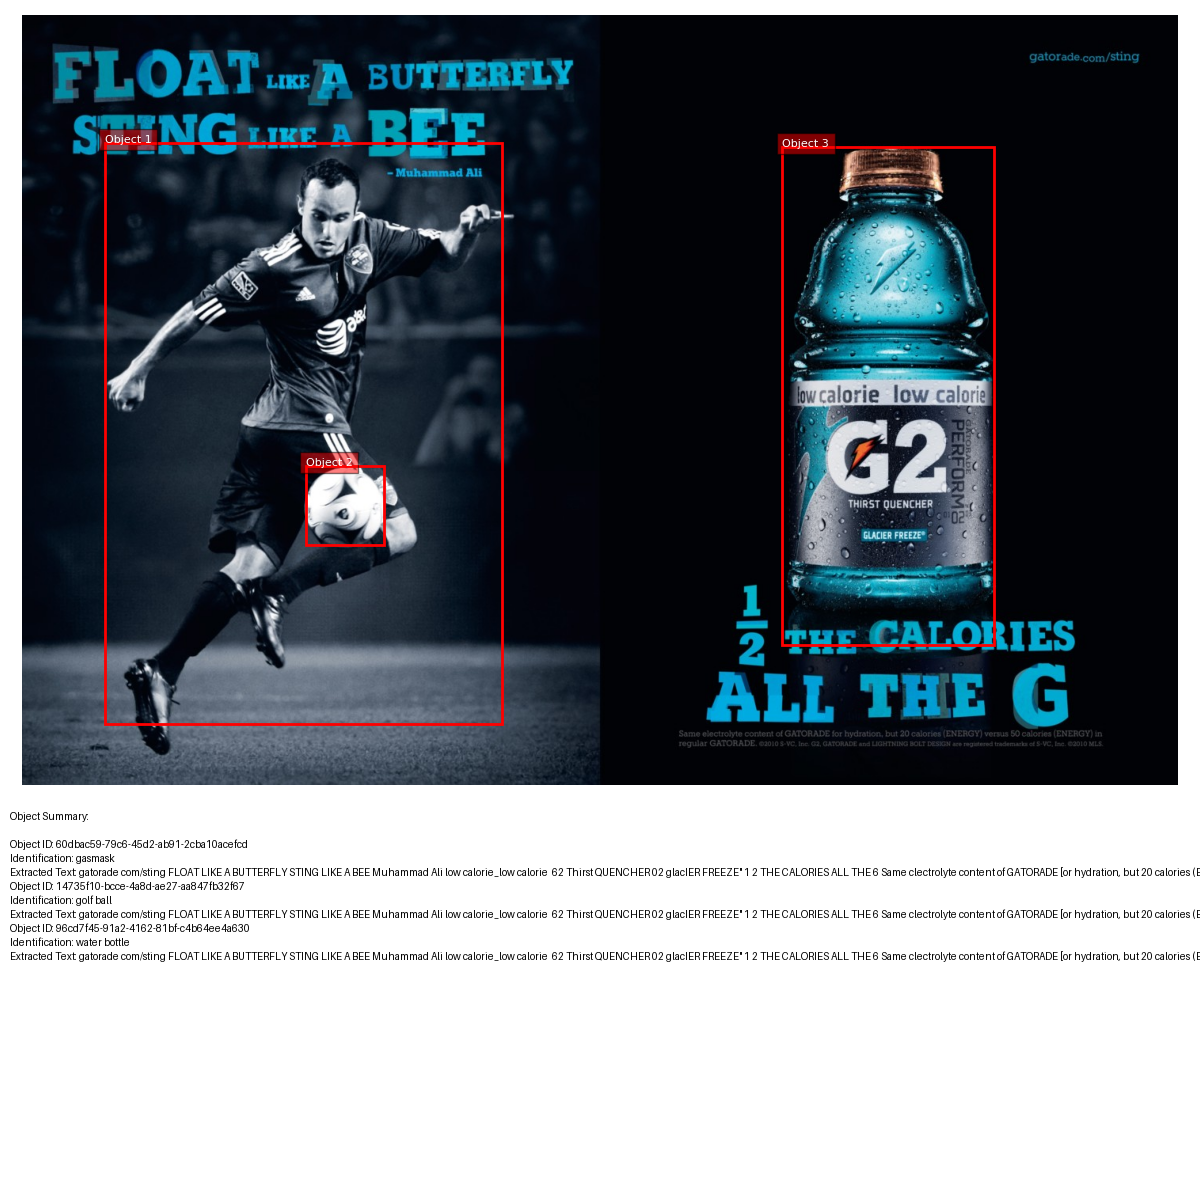 FLOAT LIKE A BUTTERFLY
STING LIKE A BEE
– Muhammad Ali
Object 1
at&t
Object 2
gatorade.com/sting
Object 3
low calorie low calorie
G2
GATORADE
PERFORM 02
THIRST QUENCHER
GLACIER FREEZE®
1/2 THE CALORIES
ALL THE G
Same electrolyte content of GATORADE for hydration, but 20 calories (ENERGY) versus 50 calories (ENERGY) in
regular GATORADE. ©2010 S-VC, Inc. G2, GATORADE and LIGHTNING BOLT DESIGN are registered trademarks of S-VC, Inc. ©2010 MLS.
Object Summary:
Object ID: 60dbac59-79c6-45d2-ab91-2cba10acefcd
Identification: gasmask
Extracted Text: gatorade com/sting FLOAT LIKE A BUTTERFLY STING LIKE A BEE Muhammad Ali low calorie_low calorie 62 Thirst QUENCHER 02 glacIER FREEZE" 1 2 THE CALORIES ALL THE 6 Same electrolyte content of GATORADE [or hydration, but 20 calories (E
Object ID: 14735f10-bcce-4a8d-ae27-aa847fb32f67
Identification: golf ball
Extracted Text: gatorade com/sting FLOAT LIKE A BUTTERFLY STING LIKE A BEE Muhammad Ali low calorie_low calorie 62 Thirst QUENCHER 02 glacIER FREEZE" 1 2 THE CALORIES ALL THE 6 Same electrolyte content of GATORADE [or hydration, but 20 calories (E
Object ID: 96cd7f45-91a2-4162-81bf-c4b64ee4a630
Identification: water bottle
Extracted Text: gatorade com/sting FLOAT LIKE A BUTTERFLY STING LIKE A BEE Muhammad Ali low calorie_low calorie 62 Thirst QUENCHER 02 glacIER FREEZE" 1 2 THE CALORIES ALL THE 6 Same electrolyte content of GATORADE [or hydration, but 20 calories (E